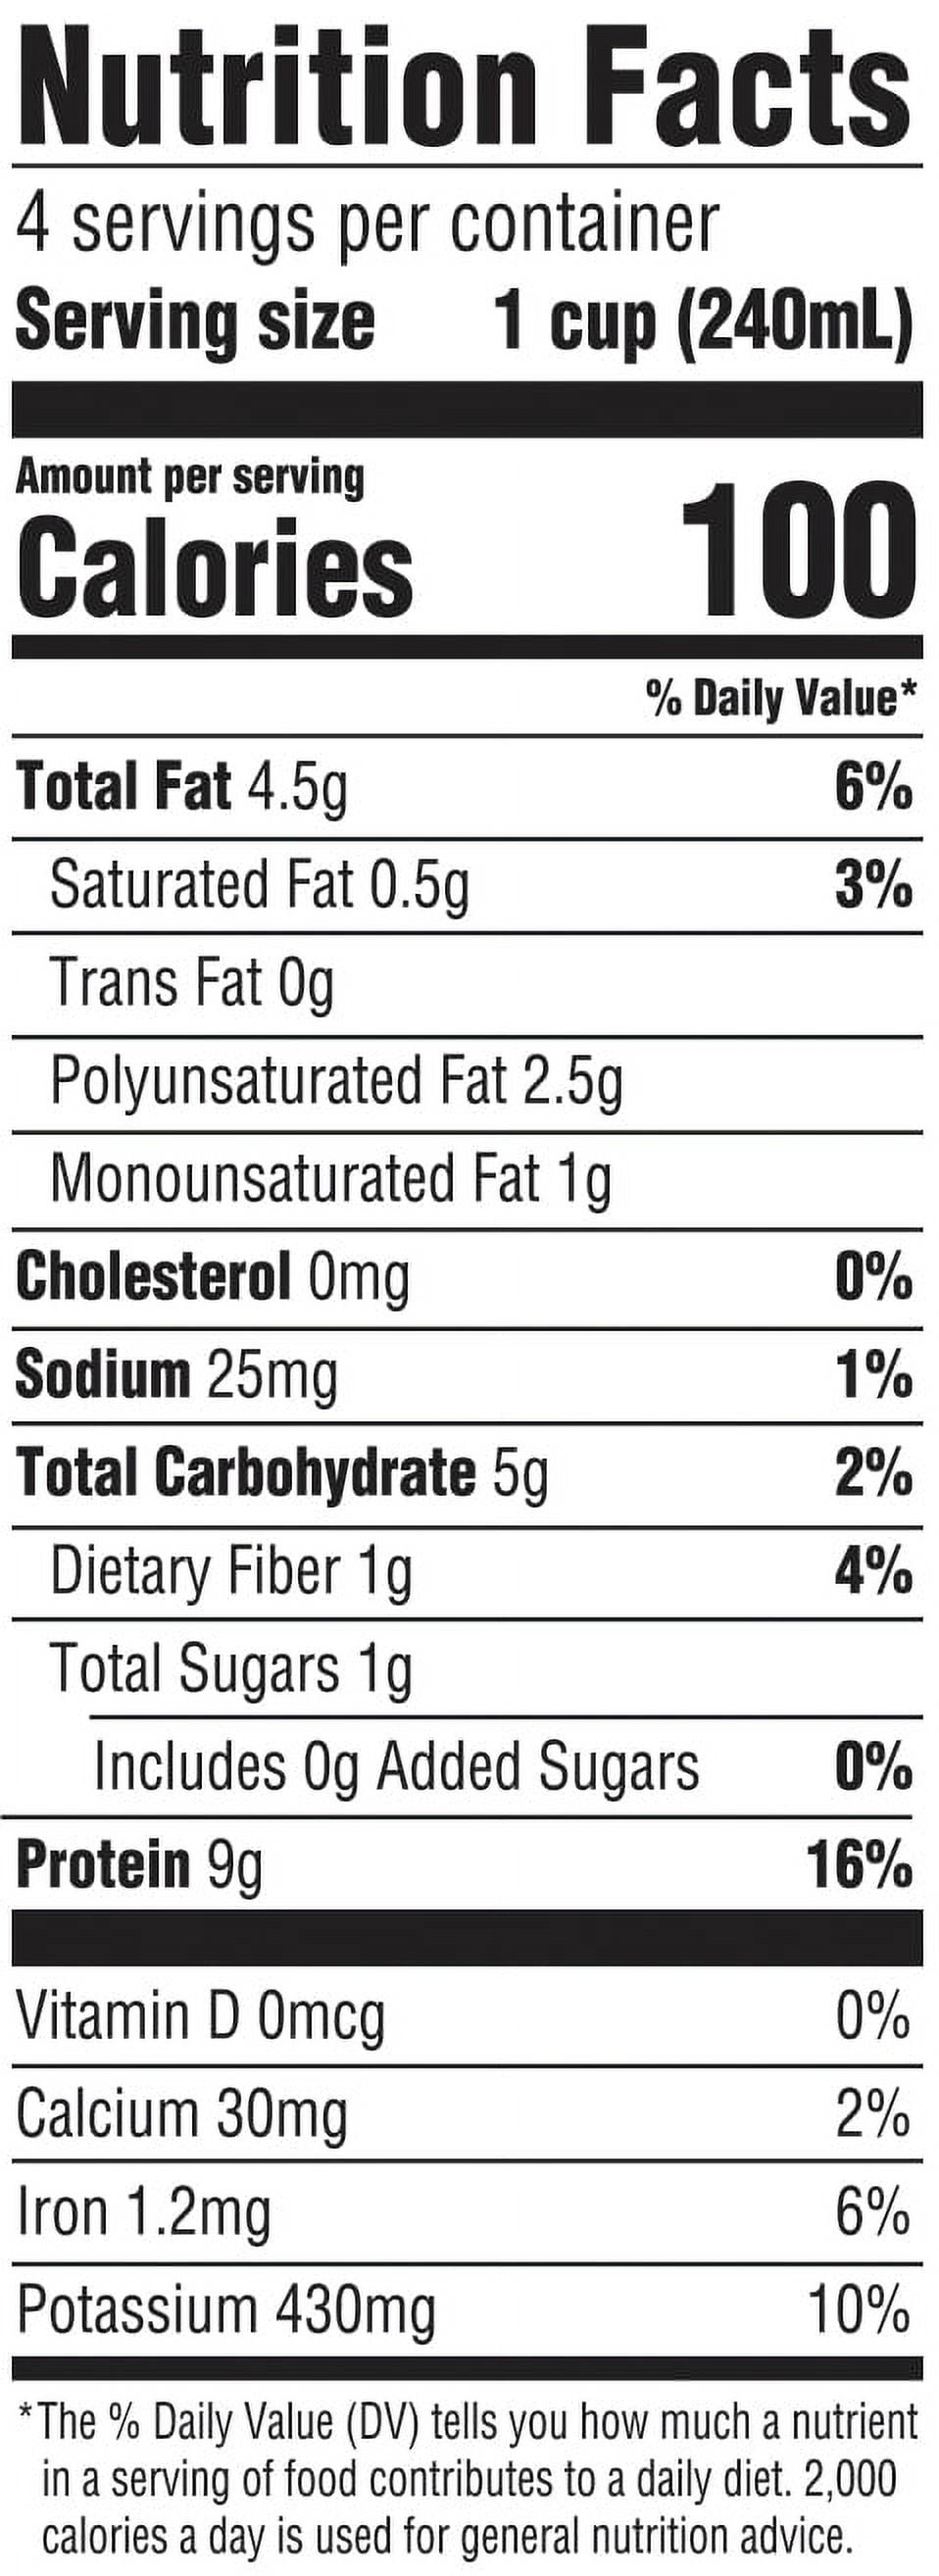 Nutrition Facts
4 servings per container
Serving size 1 cup (240mL)
Amount per serving
Calories 100
% Daily Value*
Total Fat 4.5g 6%
Saturated Fat 0.5g 3%
Trans Fat 0g
Polyunsaturated Fat 2.5g
Monounsaturated Fat 1g
Cholesterol 0mg 0%
Sodium 25mg 1%
Total Carbohydrate 5g 2%
Dietary Fiber 1g 4%
Total Sugars 1g
Includes 0g Added Sugars 0%
Protein 9g 16%
Vitamin D 0mcg 0%
Calcium 30mg 2%
Iron 1.2mg 6%
Potassium 430mg 10%
*The % Daily Value (DV) tells you how much a nutrient
in a serving of food contributes to a daily diet. 2,000
calories a day is used for general nutrition advice.